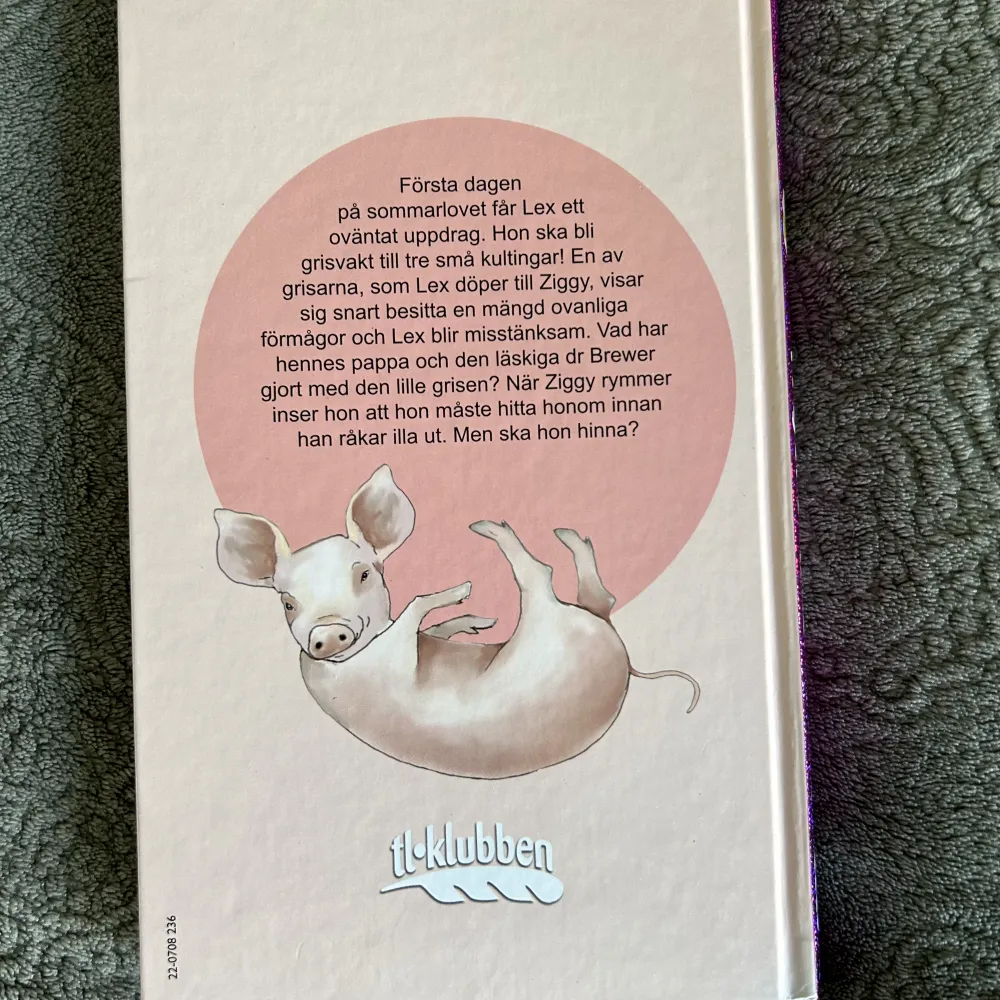 Första dagen
på sommarlovet får Lex ett
oväntat uppdrag. Hon ska bli
grisvakt till tre små kultingar! En av
grisarna, som Lex döper till Ziggy, visar
sig snart besitta en mängd ovanliga
förmågor och Lex blir misstänksam. Vad har
hennes pappa och den läskiga dr Brewer
gjort med den lille grisen? När Ziggy rymmer
inser hon att hon måste hitta honom innan
han råkar illa ut. Men ska hon hinna?
tl•klubben
22-0708 236